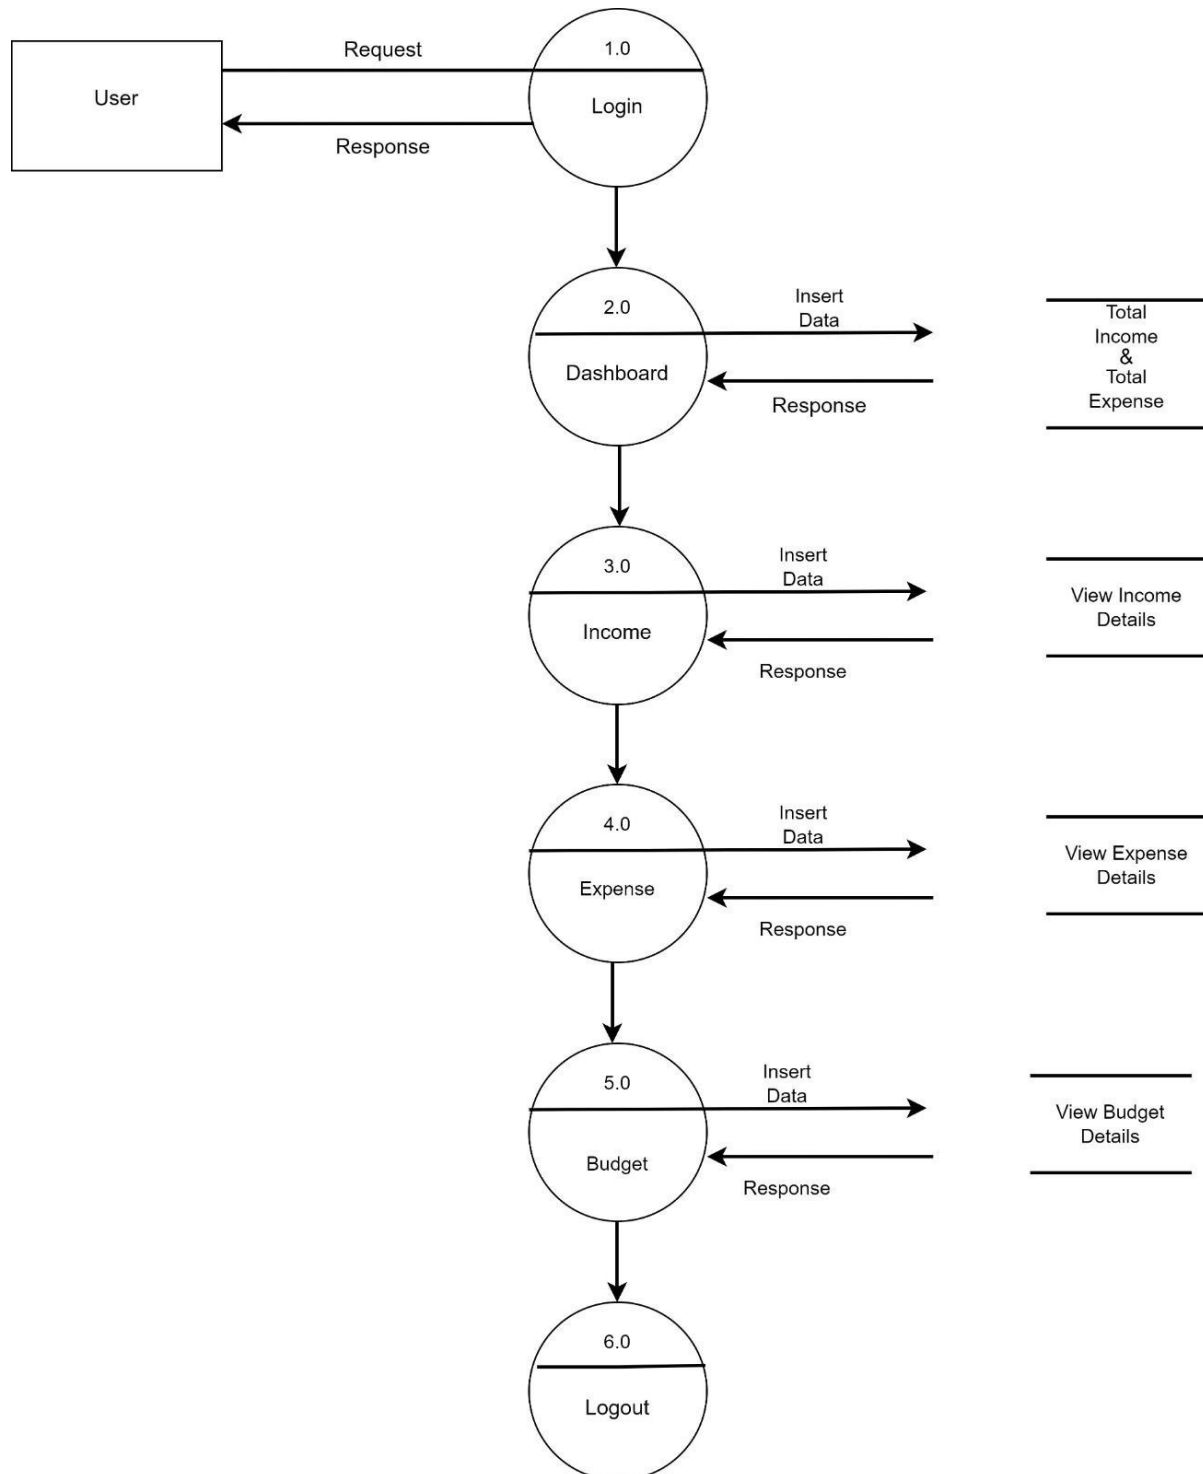 Request
1.0
User
Login
Response
2.0
Insert
Data
Dashboard
Response
Total
Income
&
Total
Expense
3.0
Insert
Data
Income
Response
View Income
Details
4.0
Insert
Data
Expense
Response
View Expense
Details
5.0
Insert
Data
Budget
Response
View Budget
Details
6.0
Logout